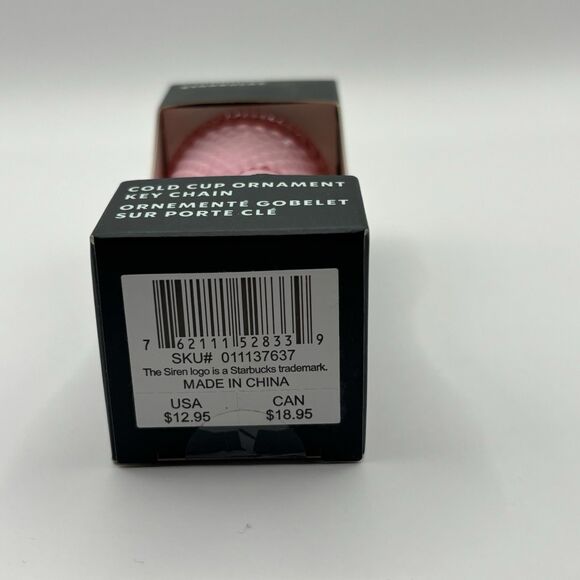 COLD CUP ORNAMENT
KEY CHAIN
ORNEMENTÉ GOBELET
SUR PORTE CLÉ
7 62111 52833 9
SKU# 011137637
The Siren logo is a Starbucks trademark.
MADE IN CHINA
USA CAN
$12.95 $18.95